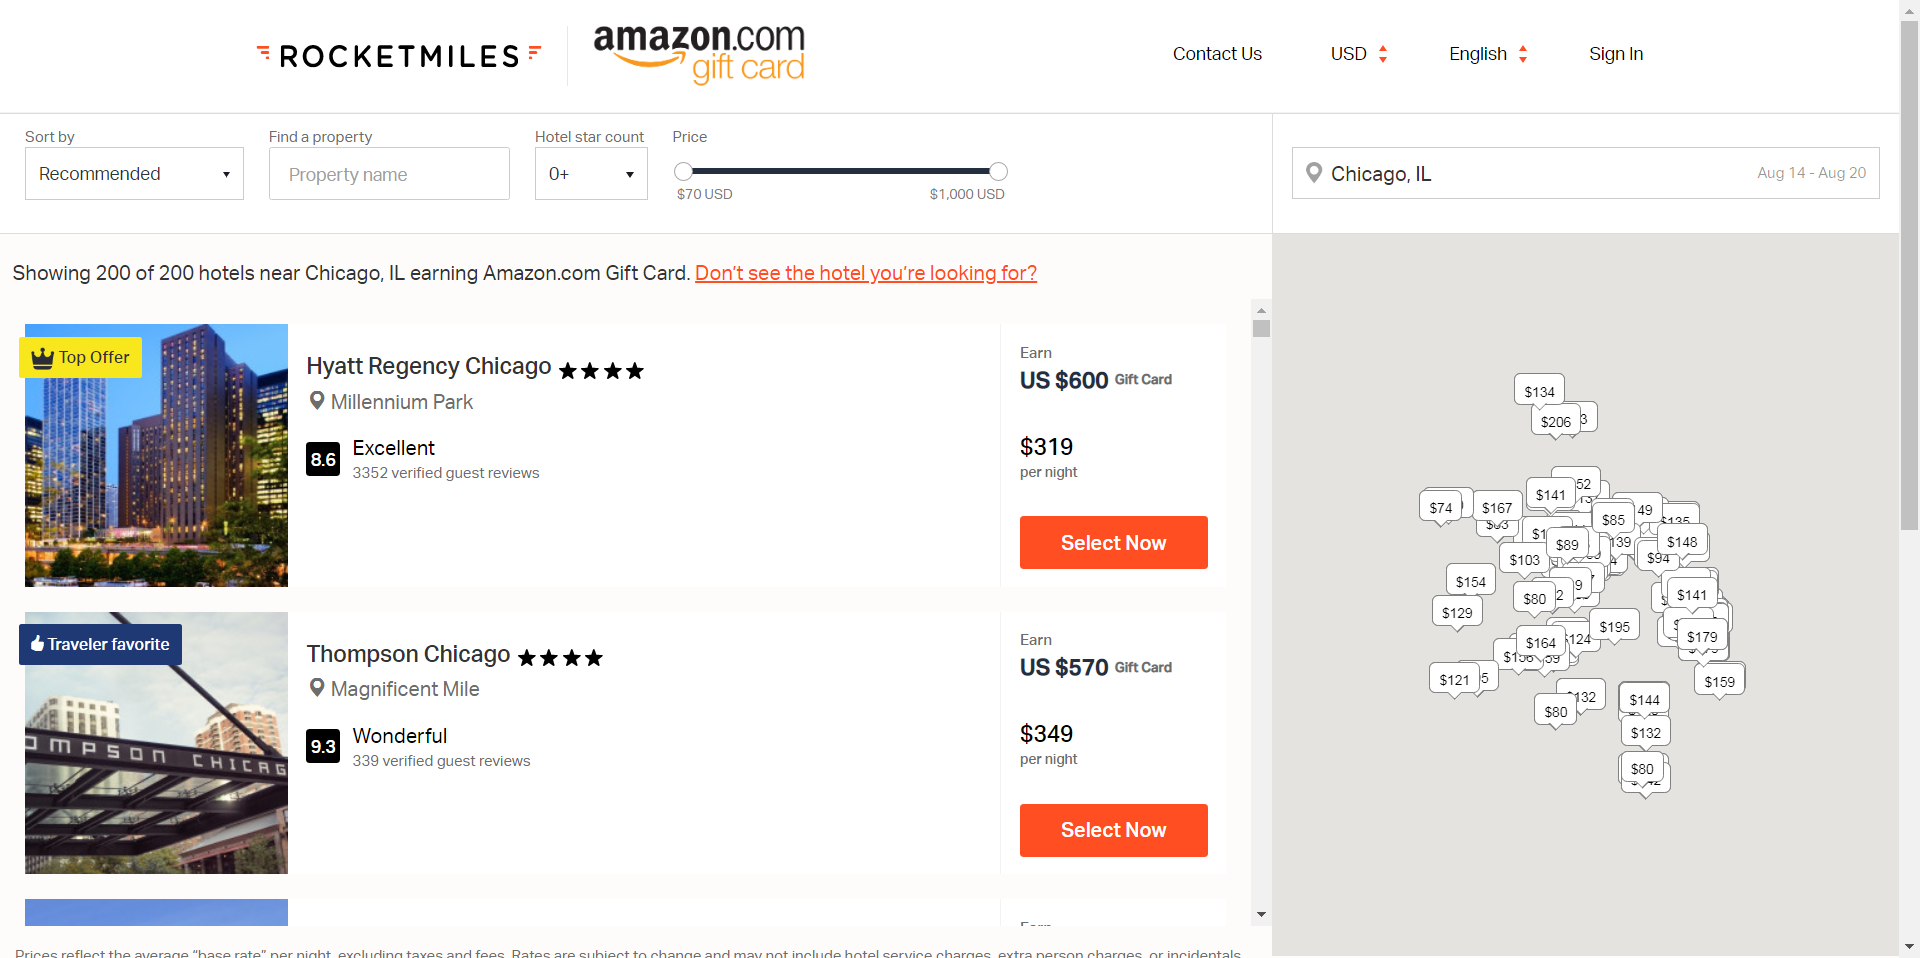 ROCKETMILES
amazon.com
gift card
Contact Us
USD
English
Sign In
Sort by
Recommended
Find a property
Property name
Hotel star count
0+
Price
$70 USD
$1,000 USD
Chicago, IL
Aug 14 - Aug 20
Showing 200 of 200 hotels near Chicago, IL earning Amazon.com Gift Card. Don't see the hotel you're looking for?
Top Offer
Hyatt Regency Chicago
Millennium Park
8.6
Excellent
3352 verified guest reviews
Earn
US $600 Gift Card
$319
per night
Select Now
Traveler favorite
OMPSON CHICAG
Thompson Chicago
Magnificent Mile
9.3
Wonderful
339 verified guest reviews
Earn
US $570 Gift Card
$349
per night
Select Now
Prices reflect the average "base rate" per night, excluding taxes and fees. Rates are subject to change and may not include hotel service charges, extra person charges, or incidentals
$134
$206
$141
$74
$167
$85
$148
$89
$103
$94
$154
$80
$141
$129
$195
$179
$164
$121
$159
$132
$80
$144
$132
$80